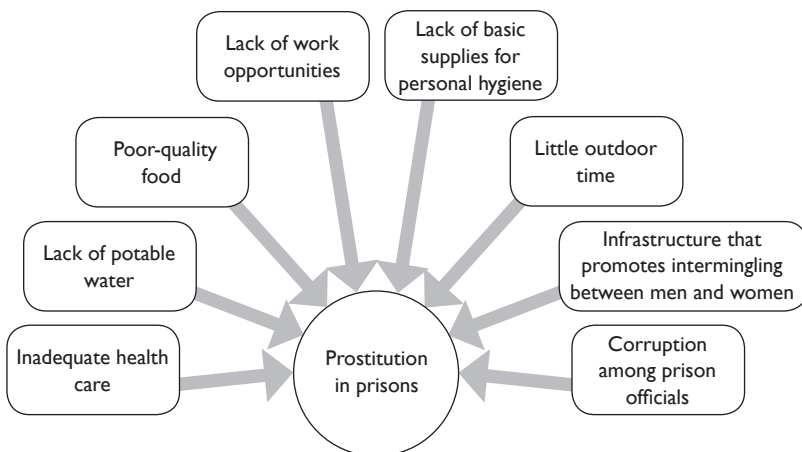 Lack of work
opportunities
Lack of basic
supplies for
personal hygiene
Poor-quality
food
Little outdoor
time
Lack of potable
water
Infrastructure that
promotes intermingling
between men and women
Inadequate health
care
Prostitution
in prisons
Corruption
among prison
officials